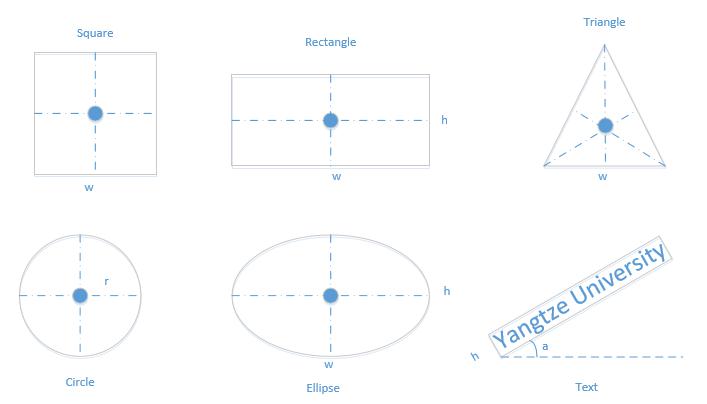 Square
Rectangle
Triangle
h
w
w
w
r
h
Yangtze University
h
a
w
Circle
Ellipse
Text